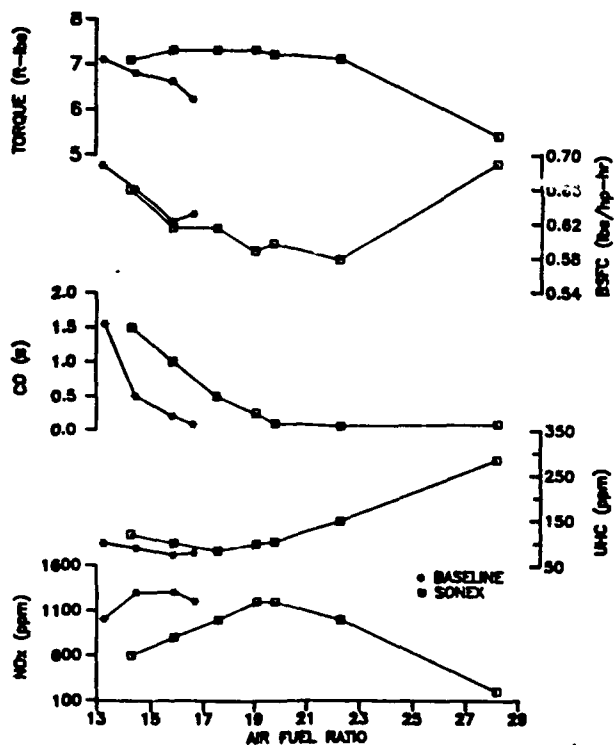 TORQUE (ft-lbs)
8
7
6
5
BSFC (lbs/hp-hr)
0.70
0.62
0.58
0.54
CO (%)
2.0
1.5
1.0
0.5
0.0
UHC (ppm)
350
250
150
50
NOx (ppm)
1600
1100
600
100
BASELINE
SONEX
13 15 17 19 21 23 25 27 29
AIR FUEL RATIO